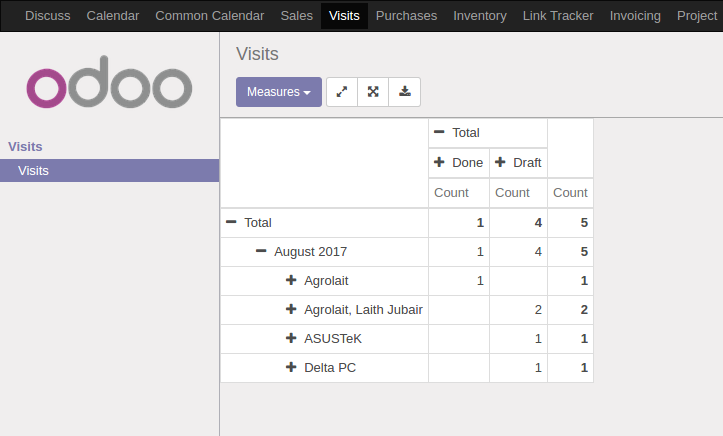 Discuss Calendar Common Calendar Sales Visits Purchases Inventory Link Tracker Invoicing Project
odoo
Visits
Visits
Visits
Measures
Total
Done Draft
Count Count Count
Total 1 4 5
August 2017 1 4 5
Agrolait 1 1
Agrolait, Laith Jubair 2 2
ASUSTeK 1 1
Delta PC 1 1